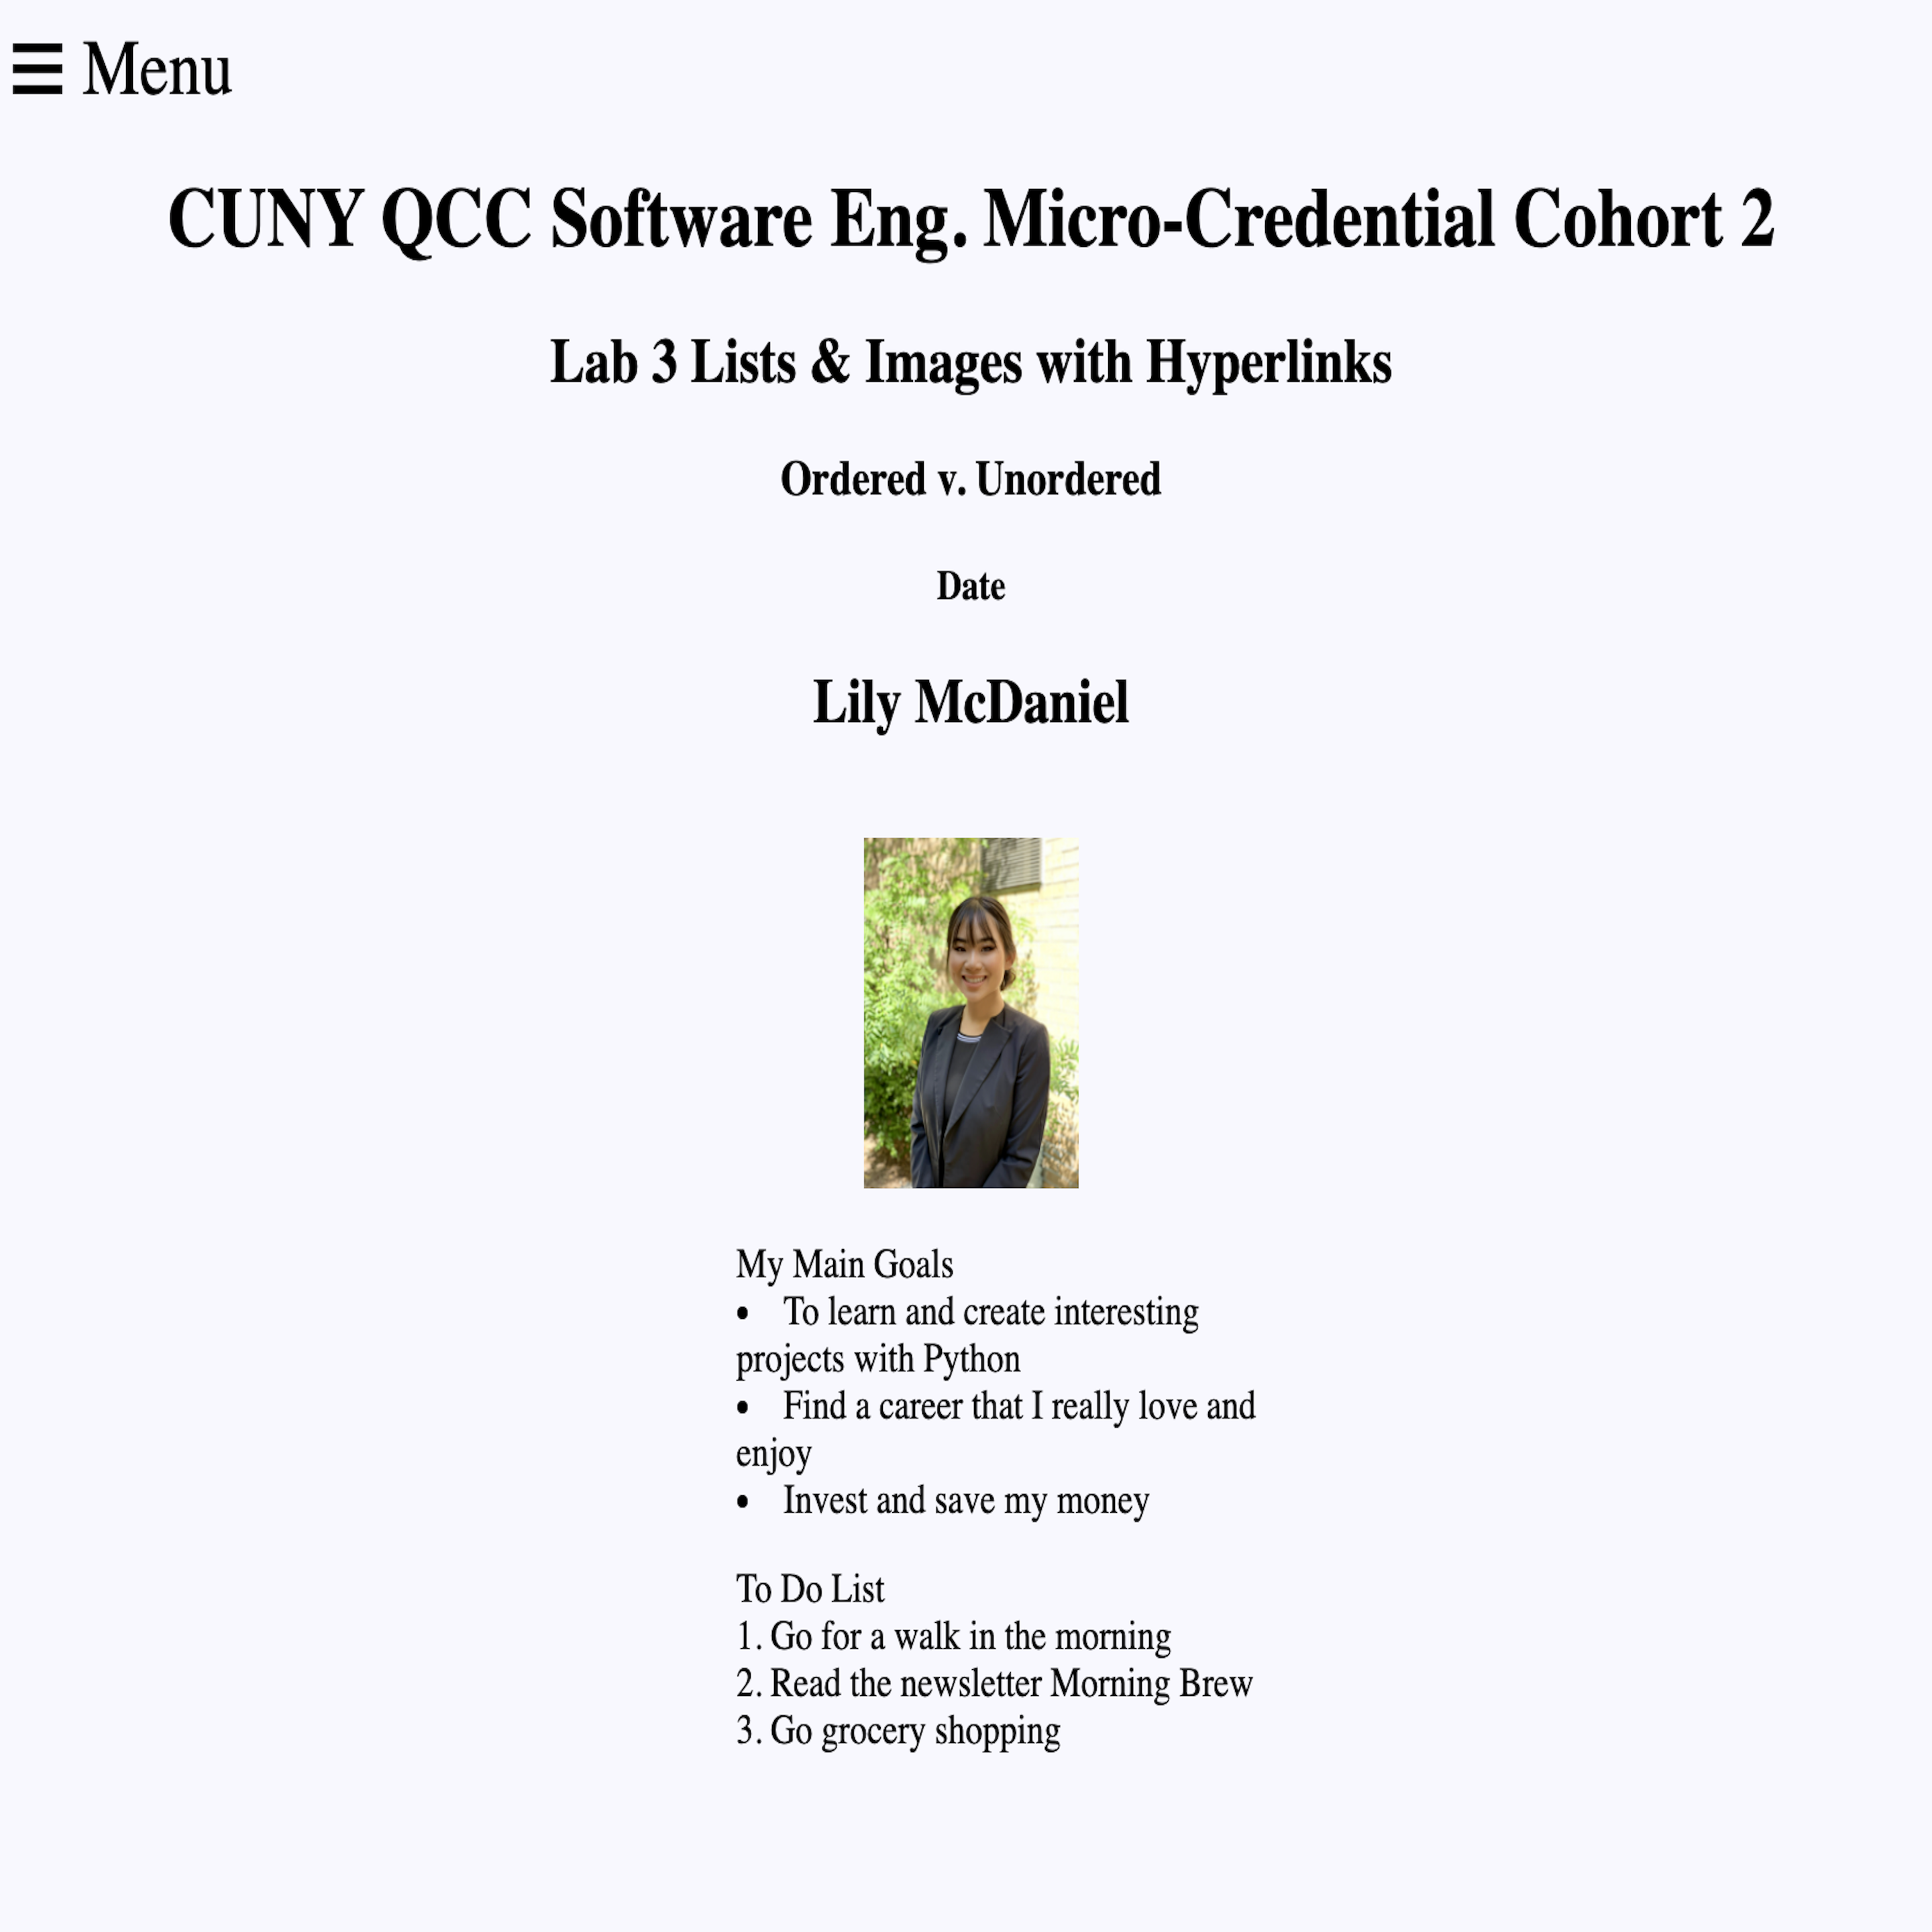 ☰ Menu
CUNY QCC Software Eng. Micro-Credential Cohort 2
Lab 3 Lists & Images with Hyperlinks
Ordered v. Unordered
Date
Lily McDaniel
My Main Goals
• To learn and create interesting
projects with Python
• Find a career that I really love and
enjoy
• Invest and save my money
To Do List
1. Go for a walk in the morning
2. Read the newsletter Morning Brew
3. Go grocery shopping